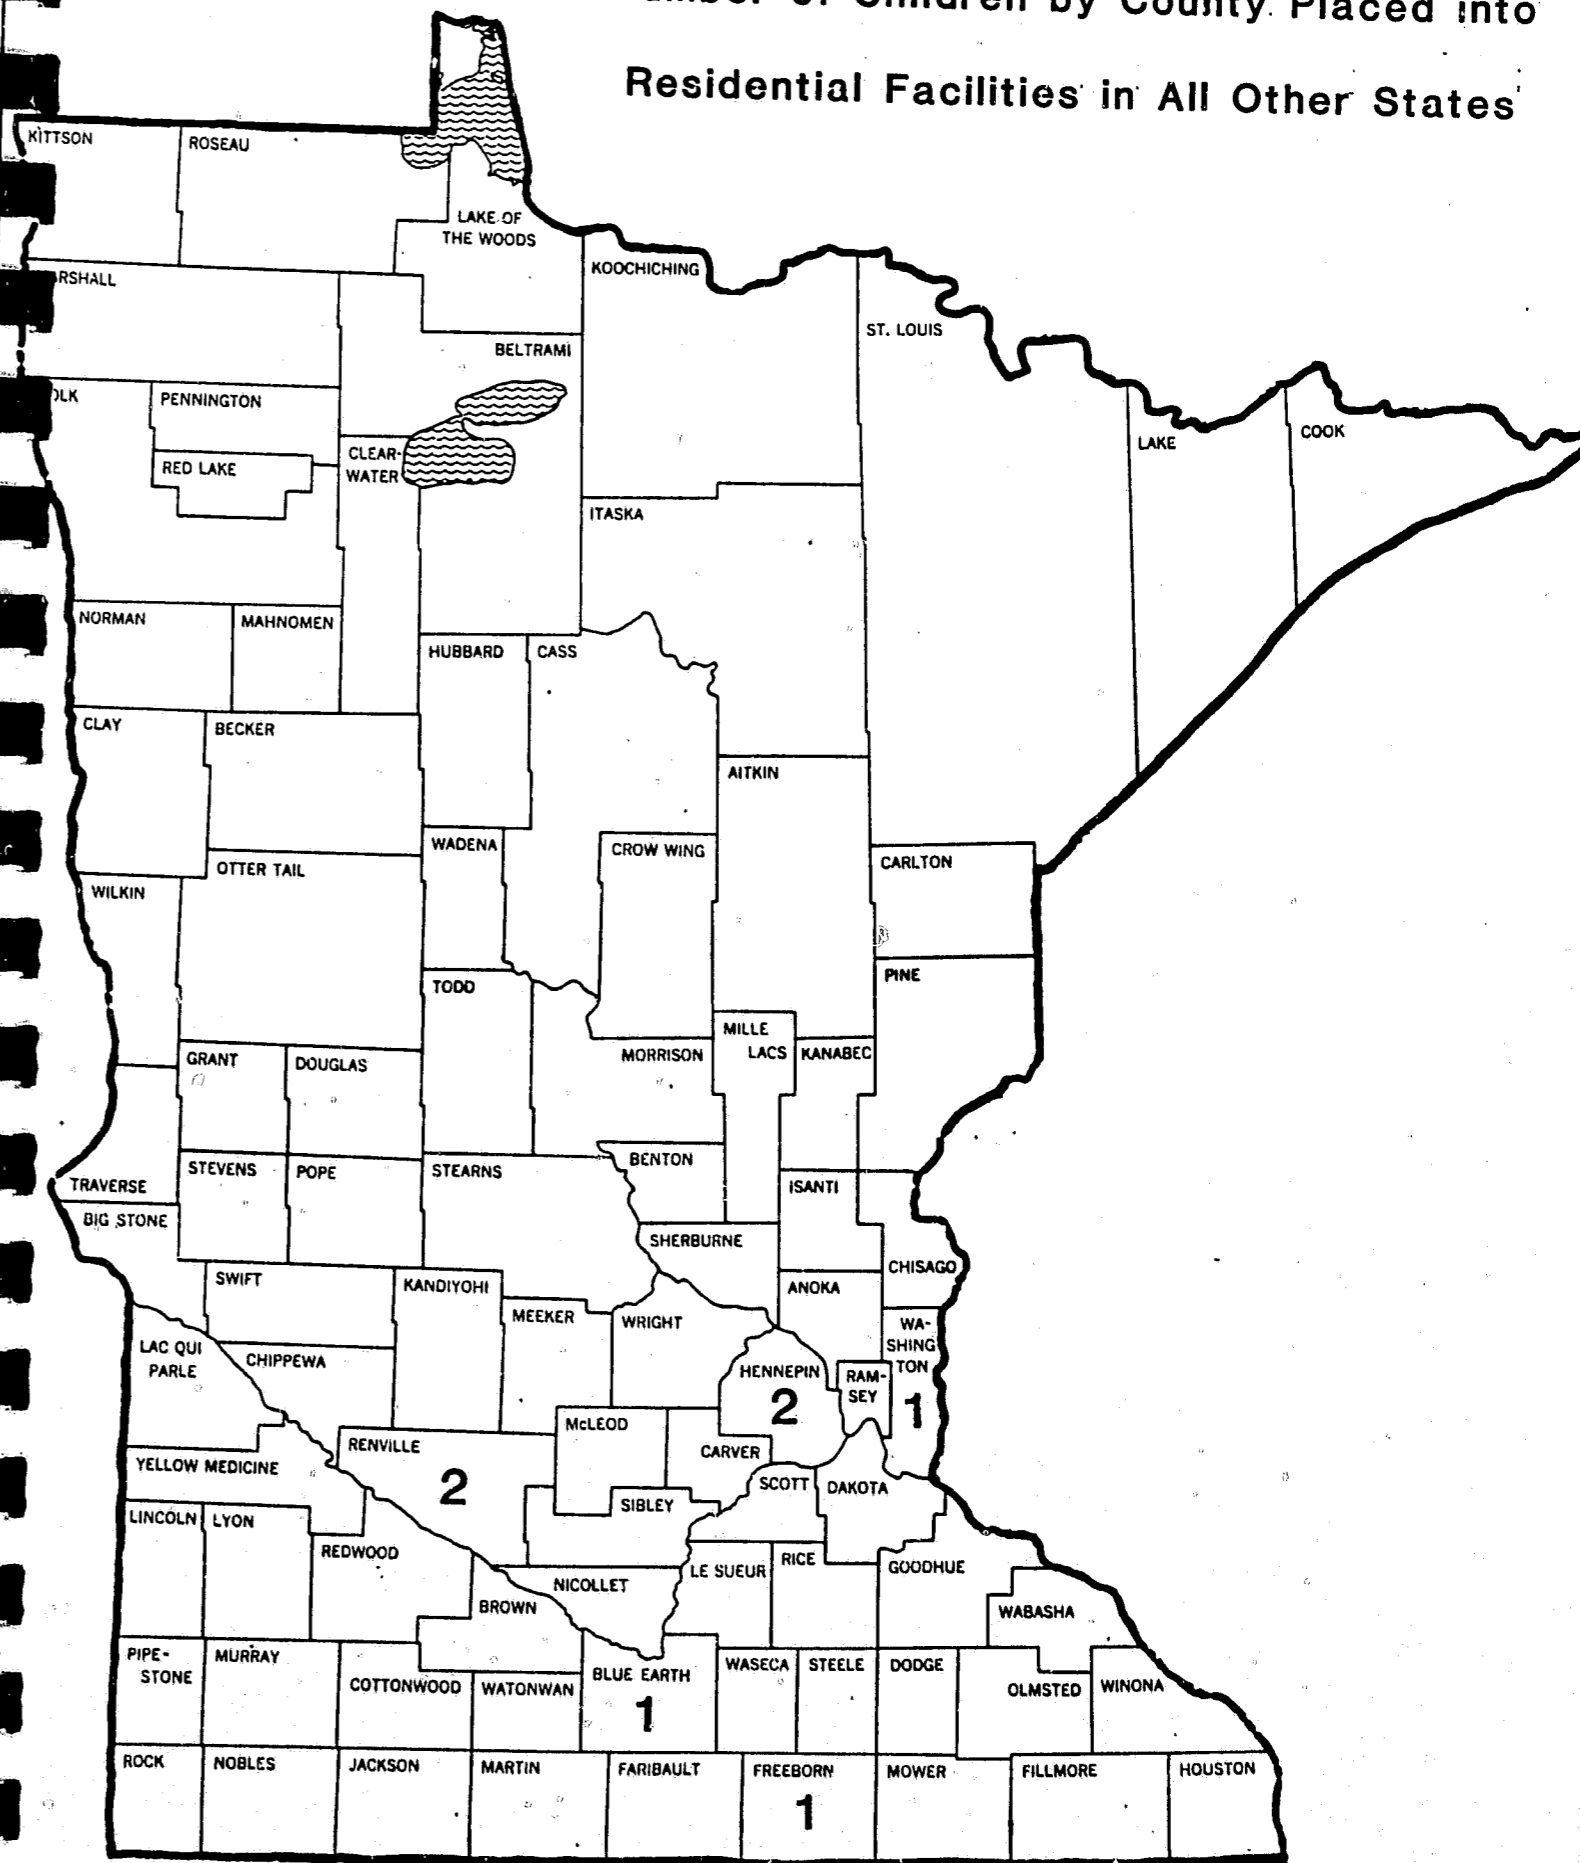 Children by County Placed into
Residential Facilities in All Other States
KITTSON
ROSEAU
LAKE OF
THE WOODS
KOOCHICHING
RSHALL
ST. LOUIS
BELTRAMI
PENNINGTON
RED LAKE
CLEAR-
WATER
LAKE
COOK
ITASKA
NORMAN
MAHNOMEN
HUBBARD
CASS
CLAY
BECKER
AITKIN
WADENA
CROW WING
CARLTON
OTTER TAIL
WILKIN
TODD
PINE
MILLE
LACS
KANABEC
MORRISON
GRANT
DOUGLAS
TRAVERSE
STEVENS
POPE
STEARNS
BENTON
ISANTI
BIG STONE
SHERBURNE
CHISAGO
SWIFT
KANDIYOHI
MEEKER
WRIGHT
ANOKA
WA-
SHING
TON
1
LAC QUI
PARLE
CHIPPEWA
HENNEPIN
2
RAM-
SEY
RENVILLE
2
McLEOD
CARVER
YELLOW MEDICINE
SCOTT
DAKOTA
SIBLEY
LINCOLN
LYON
REDWOOD
NICOLLET
LE SUEUR
RICE
GOODHUE
BROWN
WABASHA
PIPE-
STONE
MURRAY
COTTONWOOD
WATONWAN
BLUE EARTH
1
WASECA
STEELE
DODGE
OLMSTED
WINONA
ROCK
NOBLES
JACKSON
MARTIN
FARIBAULT
FREEBORN
1
MOWER
FILLMORE
HOUSTON